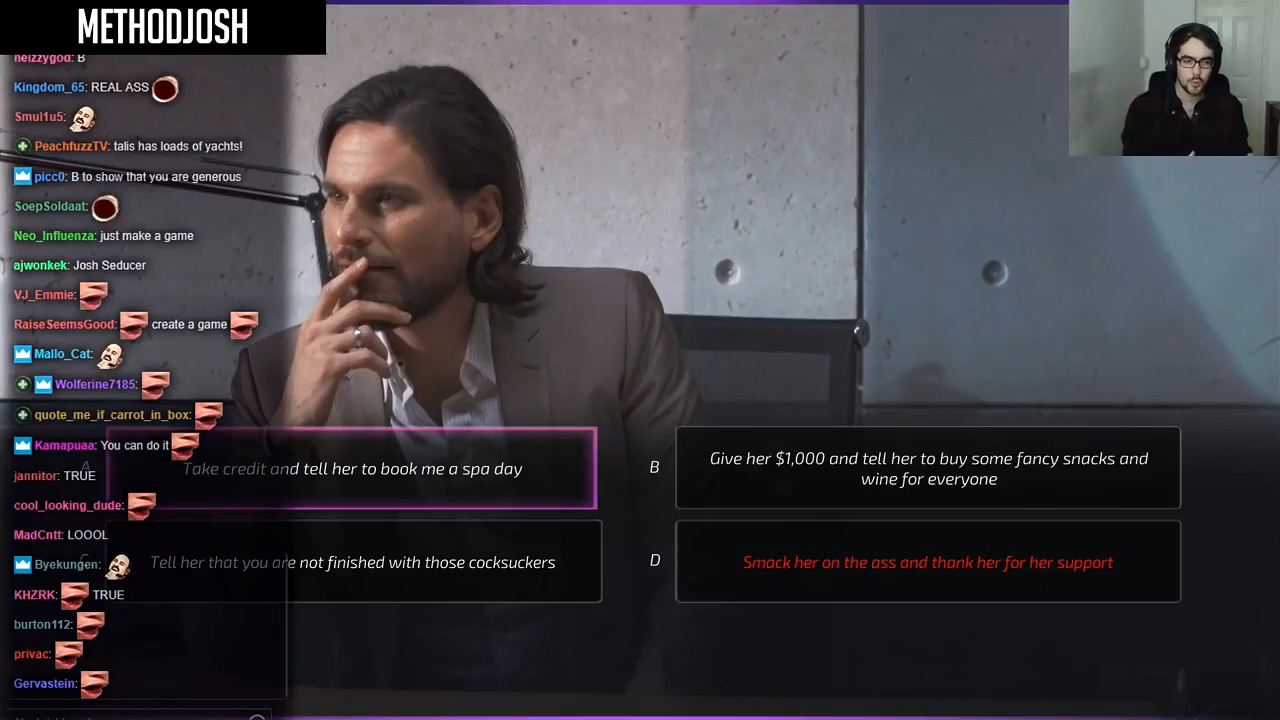 METHODJOSH
heizzygod: B
Kingdom_65: REAL ASS
Smul1u5:
PeachfuzzTV: talis has loads of yachts!
picc0: B to show that you are generous
SoepSoldaat:
Neo_Influenza: just make a game
ajwonkek: Josh Seducer
VJ_Emmie:
RaiseSeemsGood: create a game
Mallo_Cat:
Wolferine7185:
quote_me_if_carrot_in_box:
Kamapuaa: You can do it
jannitor: TRUE
cool_looking_dude:
MadCntt: LOOOL
Byekungen:
KHZRK: TRUE
burton112:
privac:
Gervastein:
A
Take credit and tell her to book me a spa day
B
Give her $1,000 and tell her to buy some fancy snacks and
wine for everyone
C
Tell her that you are not finished with those cocksuckers
D
Smack her on the ass and thank her for her support